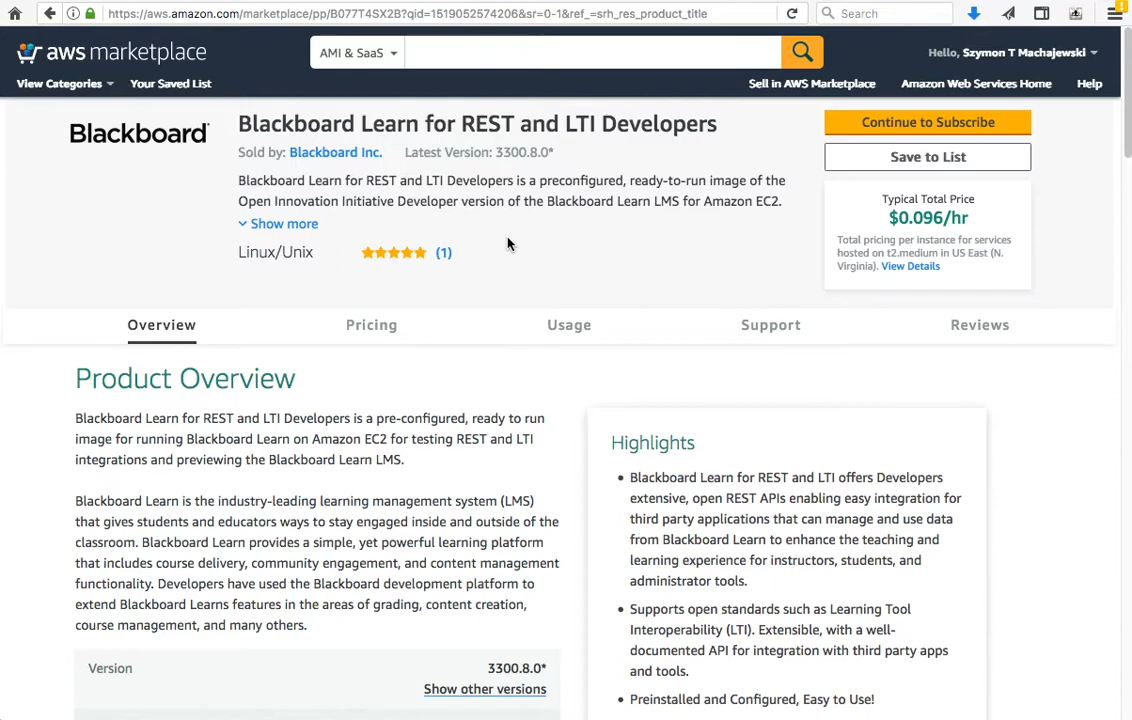 https://aws.amazon.com/marketplace/pp/B077T4SX2B?qid=1519052574206&sr=0-1&ref_=srh_res_product_title
Search
aws marketplace
AMI & SaaS
Hello, Szymon T Machajewski
View Categories
Your Saved List
Sell in AWS Marketplace
Amazon Web Services Home
Help
Blackboard
Blackboard Learn for REST and LTI Developers
Sold by: Blackboard Inc. Latest Version: 3300.8.0*
Blackboard Learn for REST and LTI Developers is a preconfigured, ready-to-run image of the
Open Innovation Initiative Developer version of the Blackboard Learn LMS for Amazon EC2.
Show more
Linux/Unix
(1)
Continue to Subscribe
Save to List
Typical Total Price
$0.096/hr
Total pricing per instance for services
hosted on t2.medium in US East (N.
Virginia). View Details
Overview
Pricing
Usage
Support
Reviews
Product Overview
Blackboard Learn for REST and LTI Developers is a pre-configured, ready to run
image for running Blackboard Learn on Amazon EC2 for testing REST and LTI
integrations and previewing the Blackboard Learn LMS.
Blackboard Learn is the industry-leading learning management system (LMS)
that gives students and educators ways to stay engaged inside and outside of the
classroom. Blackboard Learn provides a simple, yet powerful learning platform
that includes course delivery, community engagement, and content management
functionality. Developers have used the Blackboard development platform to
extend Blackboard Learns features in the areas of grading, content creation,
course management, and many others.
Version
3300.8.0*
Show other versions
Highlights
• Blackboard Learn for REST and LTI offers Developers
extensive, open REST APIs enabling easy integration for
third party applications that can manage and use data
from Blackboard Learn to enhance the teaching and
learning experience for instructors, students, and
administrator tools.
• Supports open standards such as Learning Tool
Interoperability (LTI). Extensible, with a well-
documented API for integration with third party apps
and tools.
• Preinstalled and Configured, Easy to Use!